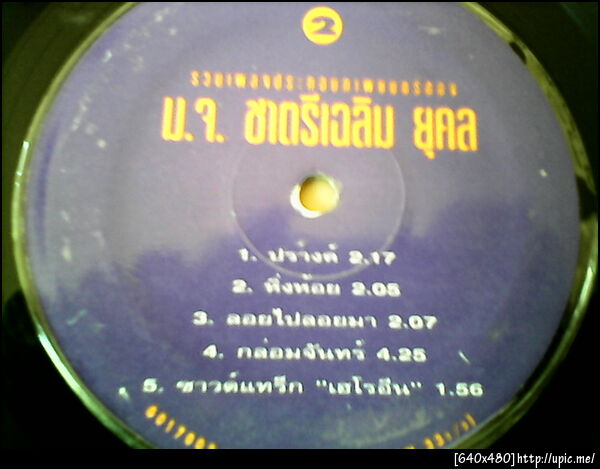 2
รวมเพลงประกอบภาพยนตร์ของ
ม.จ. ชาตรีเฉลิม ยุคล
1. ปรางค์ 2.17
2. หิ่งห้อย 2.05
3. ลอยไปลอยมา 2.07
4. กล่อมจันทร์ 4.25
5. ซาวด์แทร็ก "เฮโรอีน" 1.56
[640x480]http://upic.me/